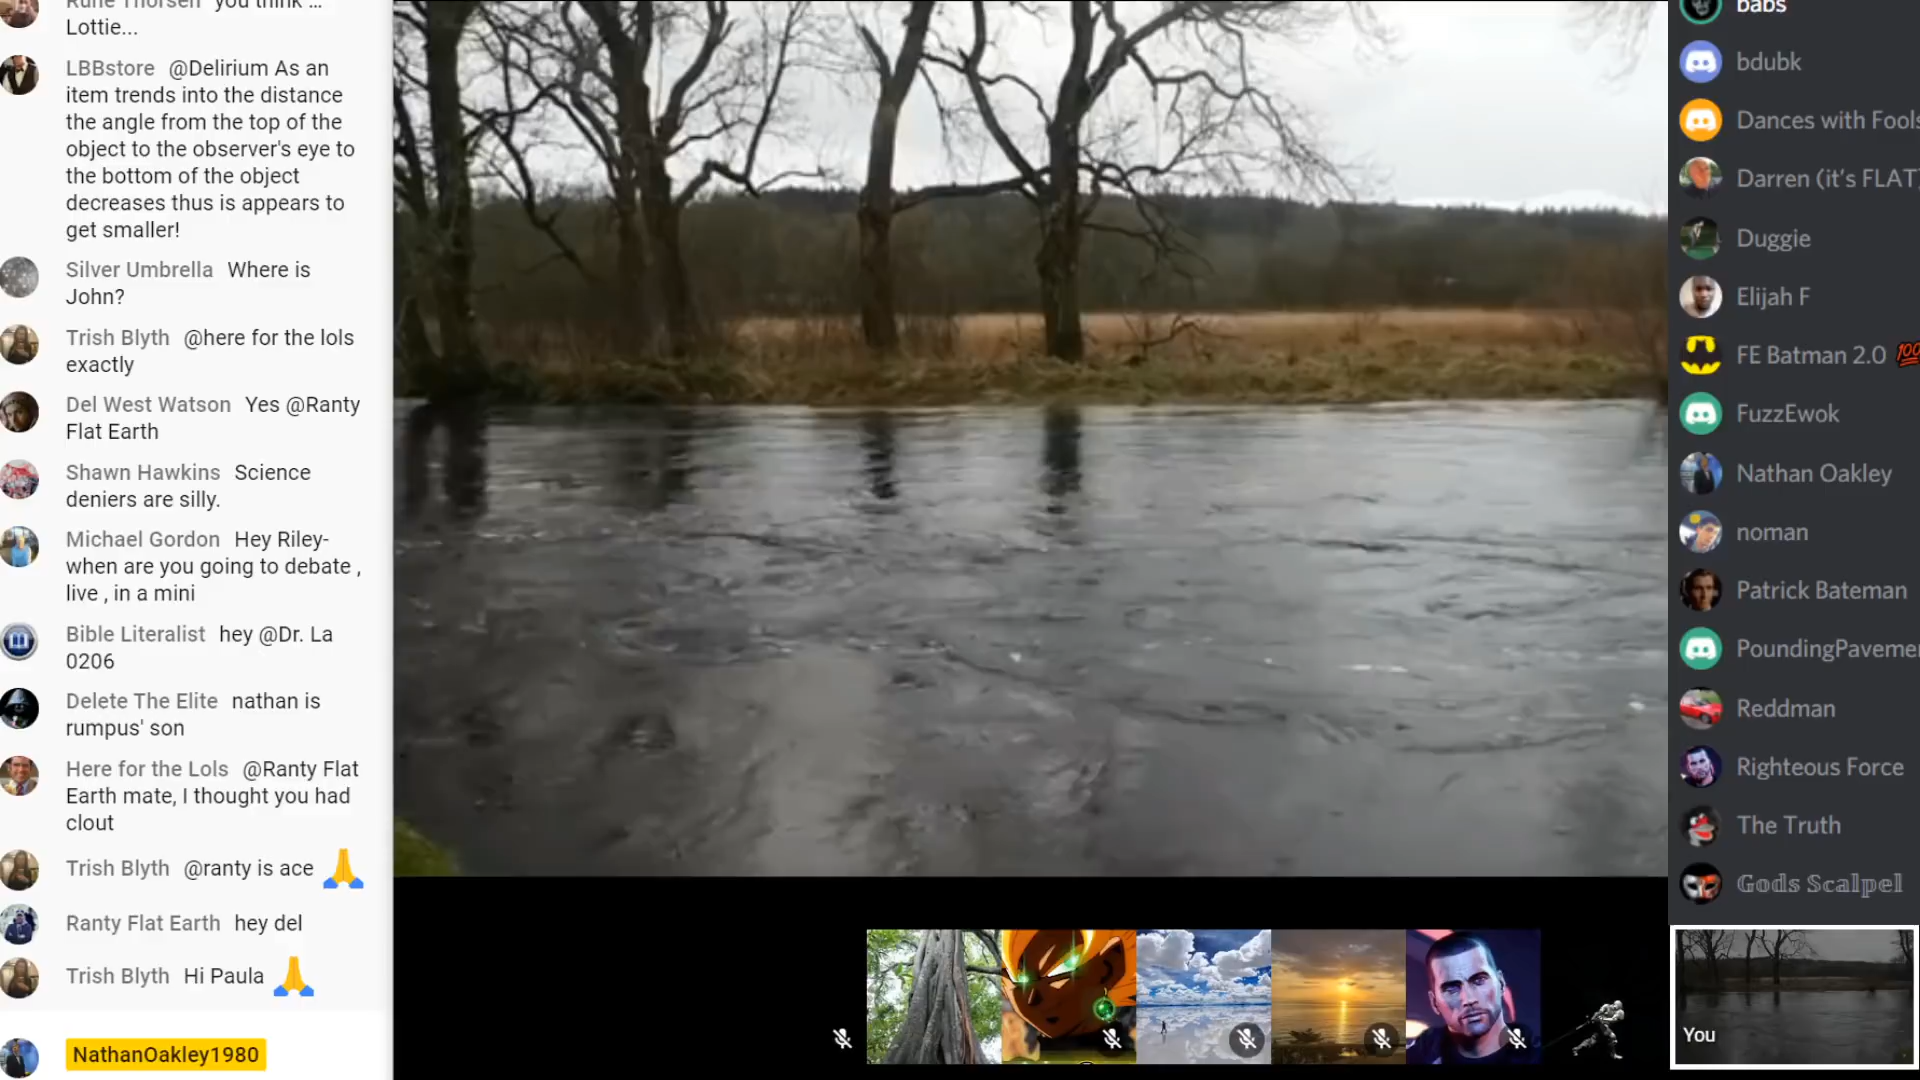 Rune Thorsen you think ...
Lottie...
LBBstore @Delirium As an
item trends into the distance
the angle from the top of the
object to the observer's eye to
the bottom of the object
decreases thus is appears to
get smaller!
Silver Umbrella Where is
John?
Trish Blyth @here for the lols
exactly
Del West Watson Yes @Ranty
Flat Earth
Shawn Hawkins Science
deniers are silly.
Michael Gordon Hey Riley-
when are you going to debate ,
live , in a mini
Bible Literalist hey @Dr. La
0206
Delete The Elite nathan is
rumpus' son
Here for the Lols @Ranty Flat
Earth mate, I thought you had
clout
Trish Blyth @ranty is ace 🙏
Ranty Flat Earth hey del
Trish Blyth Hi Paula 🙏
NathanOakley1980
babs
bdubk
Dances with Fools
Darren (it's FLAT)
Duggie
Elijah F
FE Batman 2.0 💯
FuzzEwok
Nathan Oakley
noman
Patrick Bateman
PoundingPaveme
Reddman
Righteous Force
The Truth
𝔾𝕠𝕕𝕤 𝕊𝕔𝕒𝕝𝕡𝕖𝕝
You